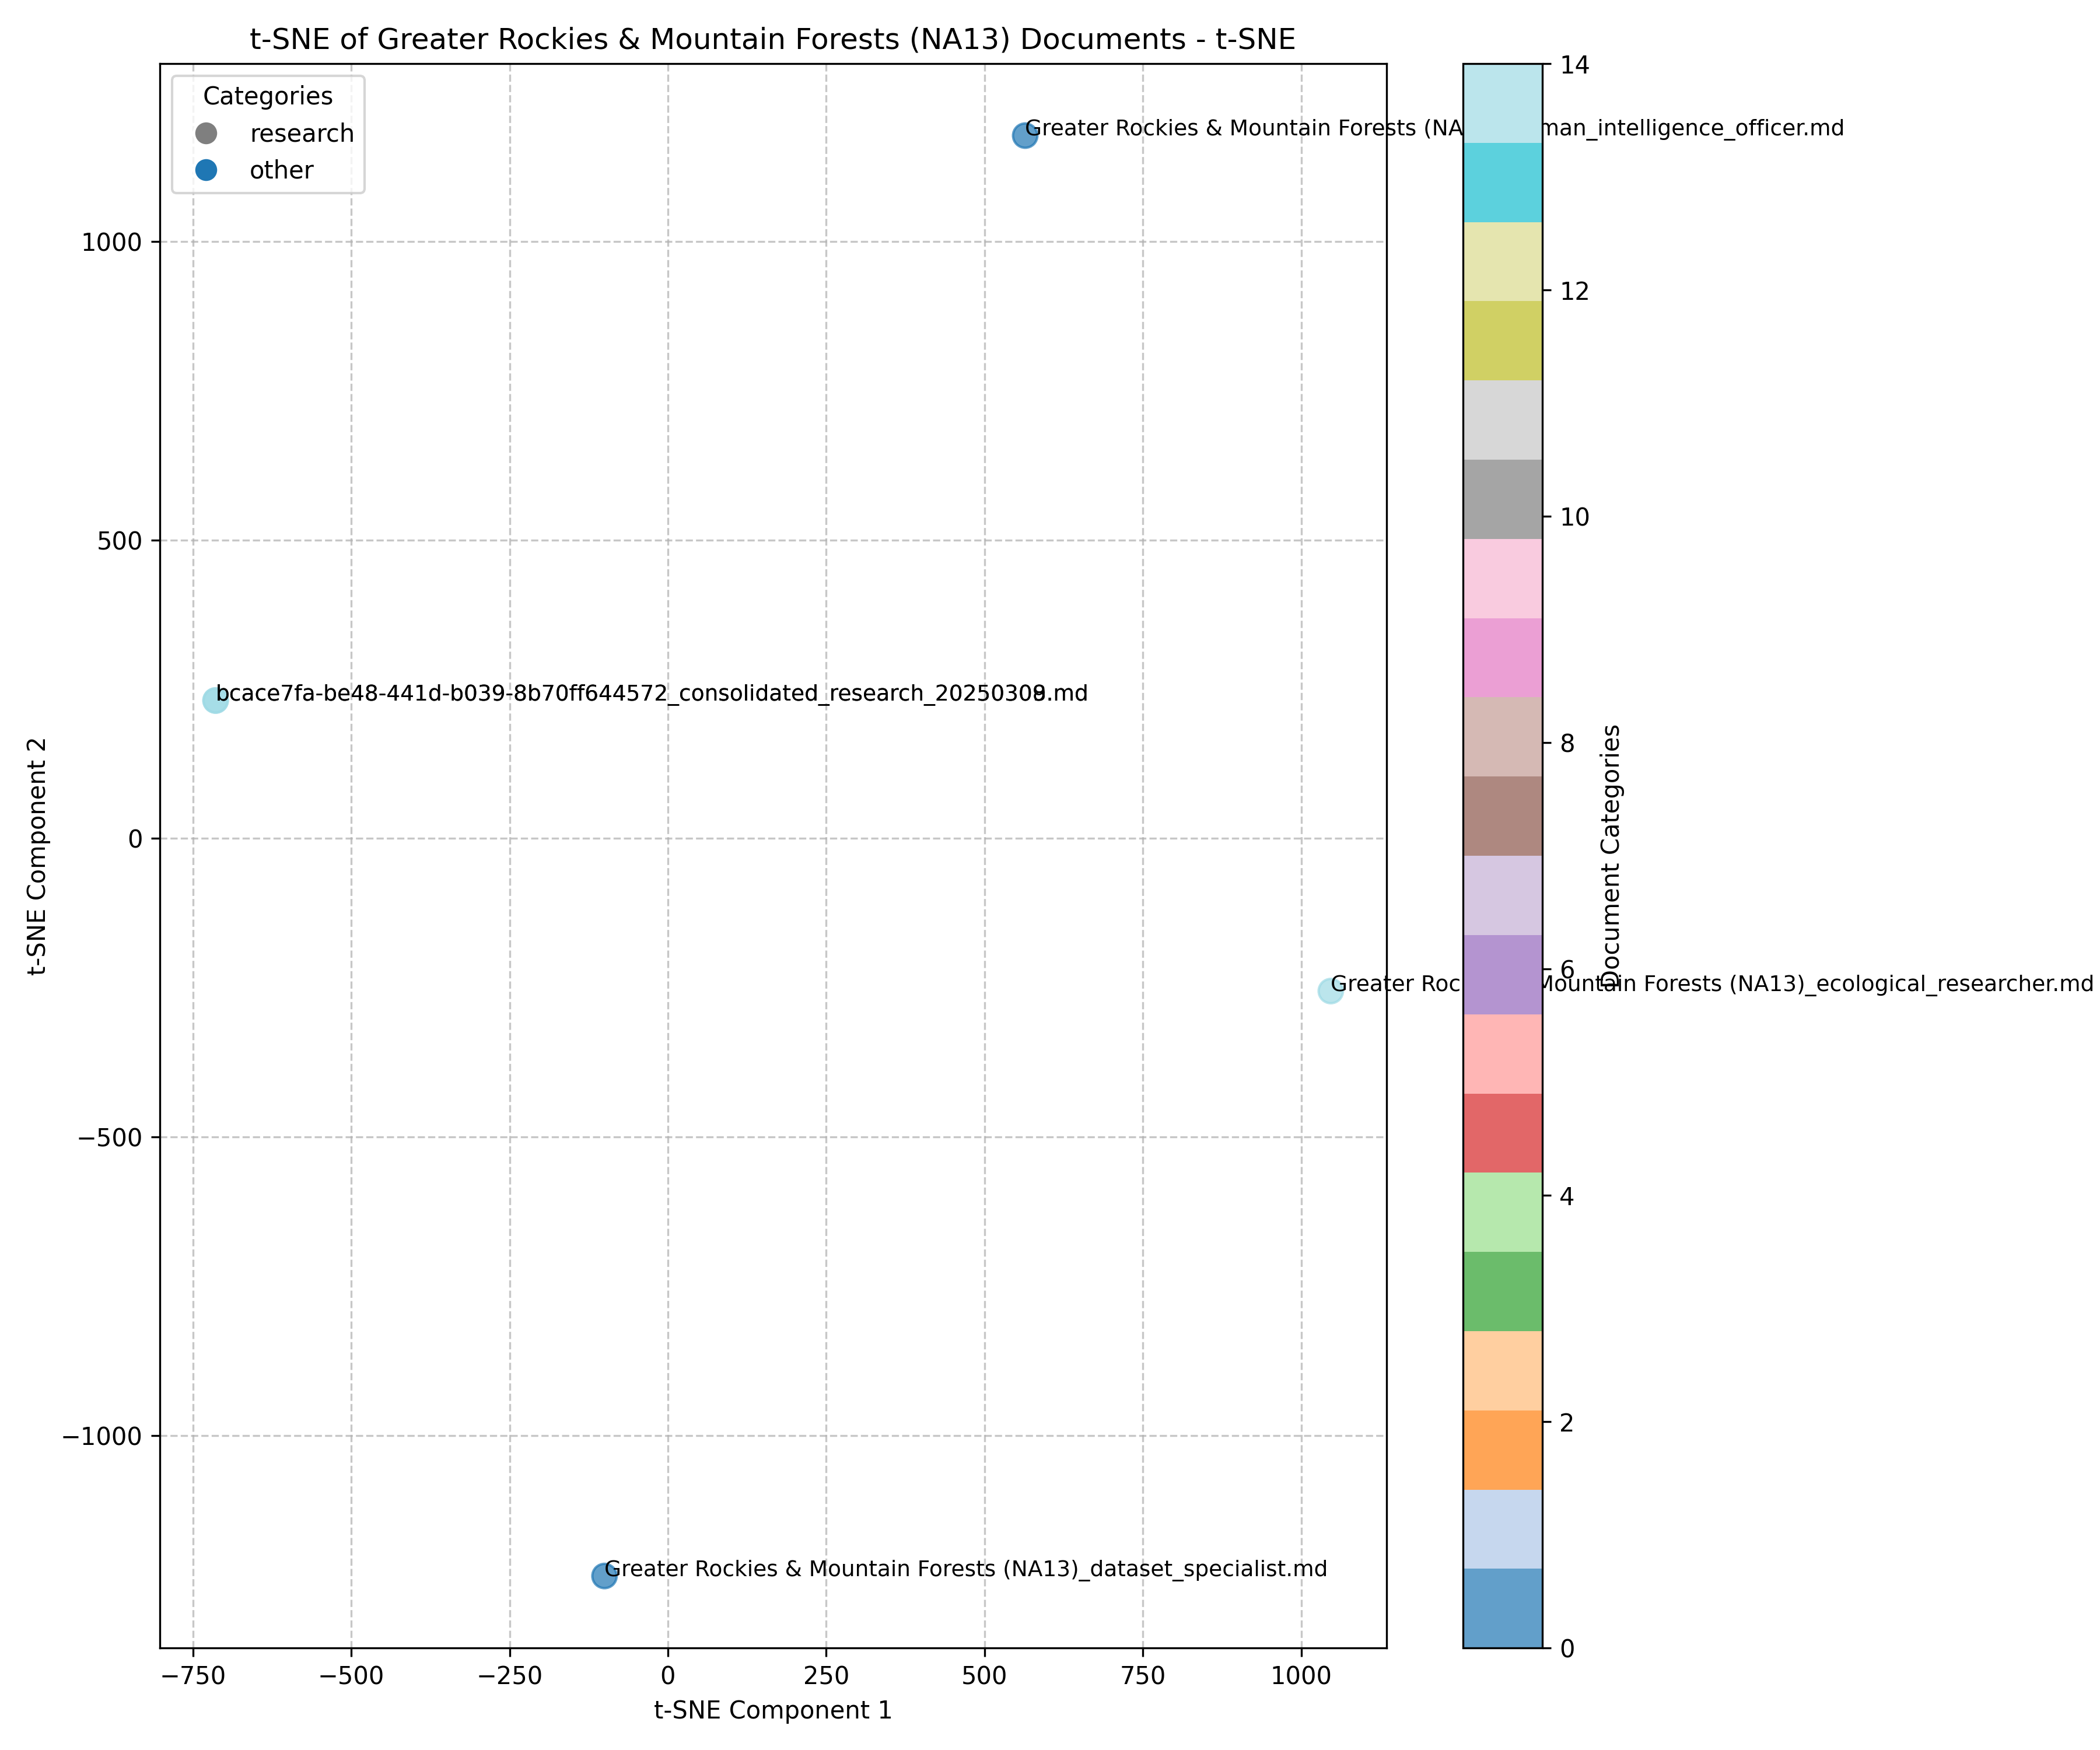 t-SNE of Greater Rockies & Mountain Forests (NA13) Documents - t-SNE
Categories
research
other
Greater Rockies & Mountain Forests (NA man_intelligence_officer.md
bcace7fa-be48-441d-b039-8b70ff644572_consolidated_research_2025030 .md
Greater Roc Mountain Forests (NA13)_ecological_researcher.md
Greater Rockies & Mountain Forests (NA13)_dataset_specialist.md
t-SNE Component 2
1000
500
0
−500
−1000
−750 −500 −250 0 250 500 750 1000
t-SNE Component 1
14
12
10
8
6
4
2
0
Document Categories